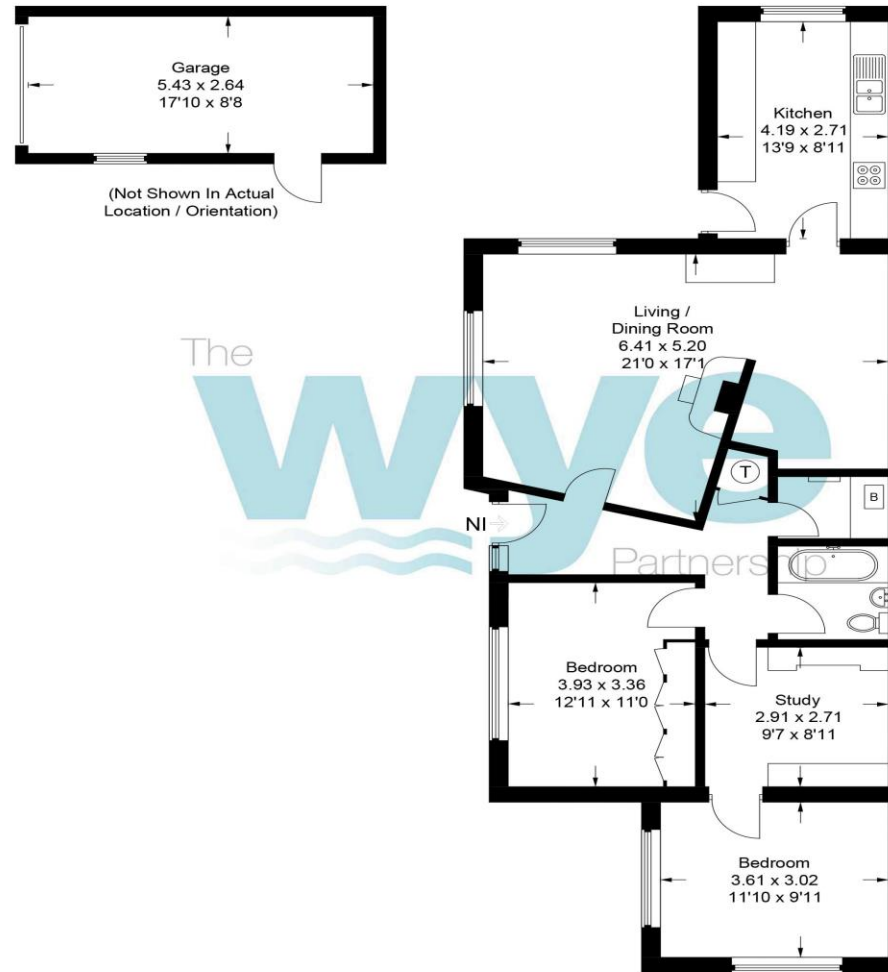 Garage
5.43 x 2.64
17'10 x 8'8
(Not Shown In Actual
Location / Orientation)
Kitchen
4.19 x 2.71
13'9 x 8'11
Living /
Dining Room
6.41 x 5.20
21'0 x 17'1
The
wye
Partnership
T
B
NI
Bedroom
3.93 x 3.36
12'11 x 11'0
Study
2.91 x 2.71
9'7 x 8'11
Bedroom
3.61 x 3.02
11'10 x 9'11